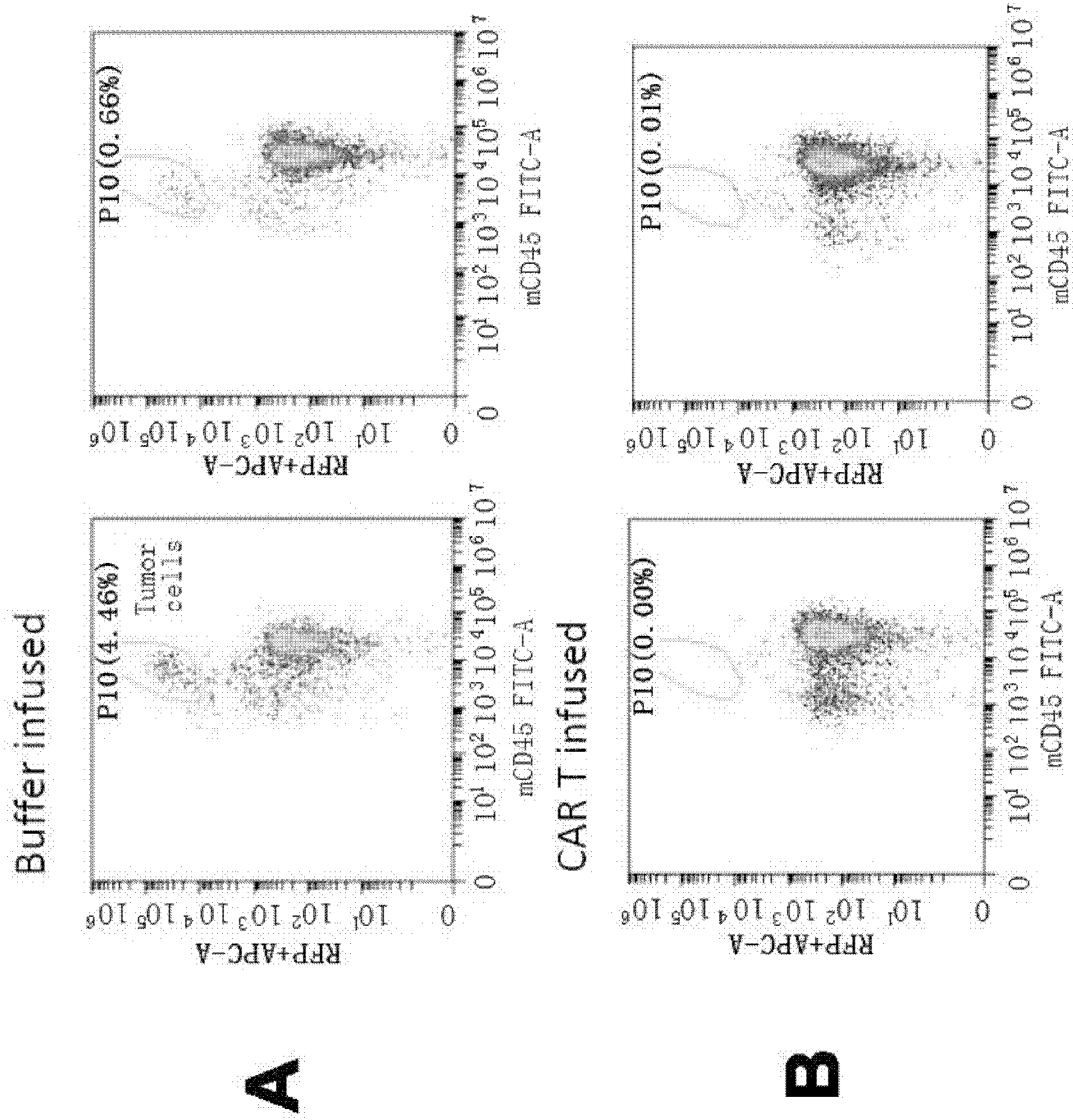 A
Buffer infused
P10(4.46%)
Tumor
cells
RFP+APC-A
10⁶ 10⁵ 10⁴ 10³ 10² 10¹ 0
0 10¹ 10² 10³ 10⁴ 10⁵ 10⁶ 10⁷
mCD45 FITC-A
P10(0.66%)
RFP+APC-A
10⁶ 10⁵ 10⁴ 10³ 10² 10¹ 0
0 10¹ 10² 10³ 10⁴ 10⁵ 10⁶ 10⁷
mCD45 FITC-A
B
CAR T infused
P10(0.00%)
RFP+APC-A
10⁶ 10⁵ 10⁴ 10³ 10² 10¹ 0
0 10¹ 10² 10³ 10⁴ 10⁵ 10⁶ 10⁷
mCD45 FITC-A
P10(0.01%)
RFP+APC-A
10⁶ 10⁵ 10⁴ 10³ 10² 10¹ 0
0 10¹ 10² 10³ 10⁴ 10⁵ 10⁶ 10⁷
mCD45 FITC-A